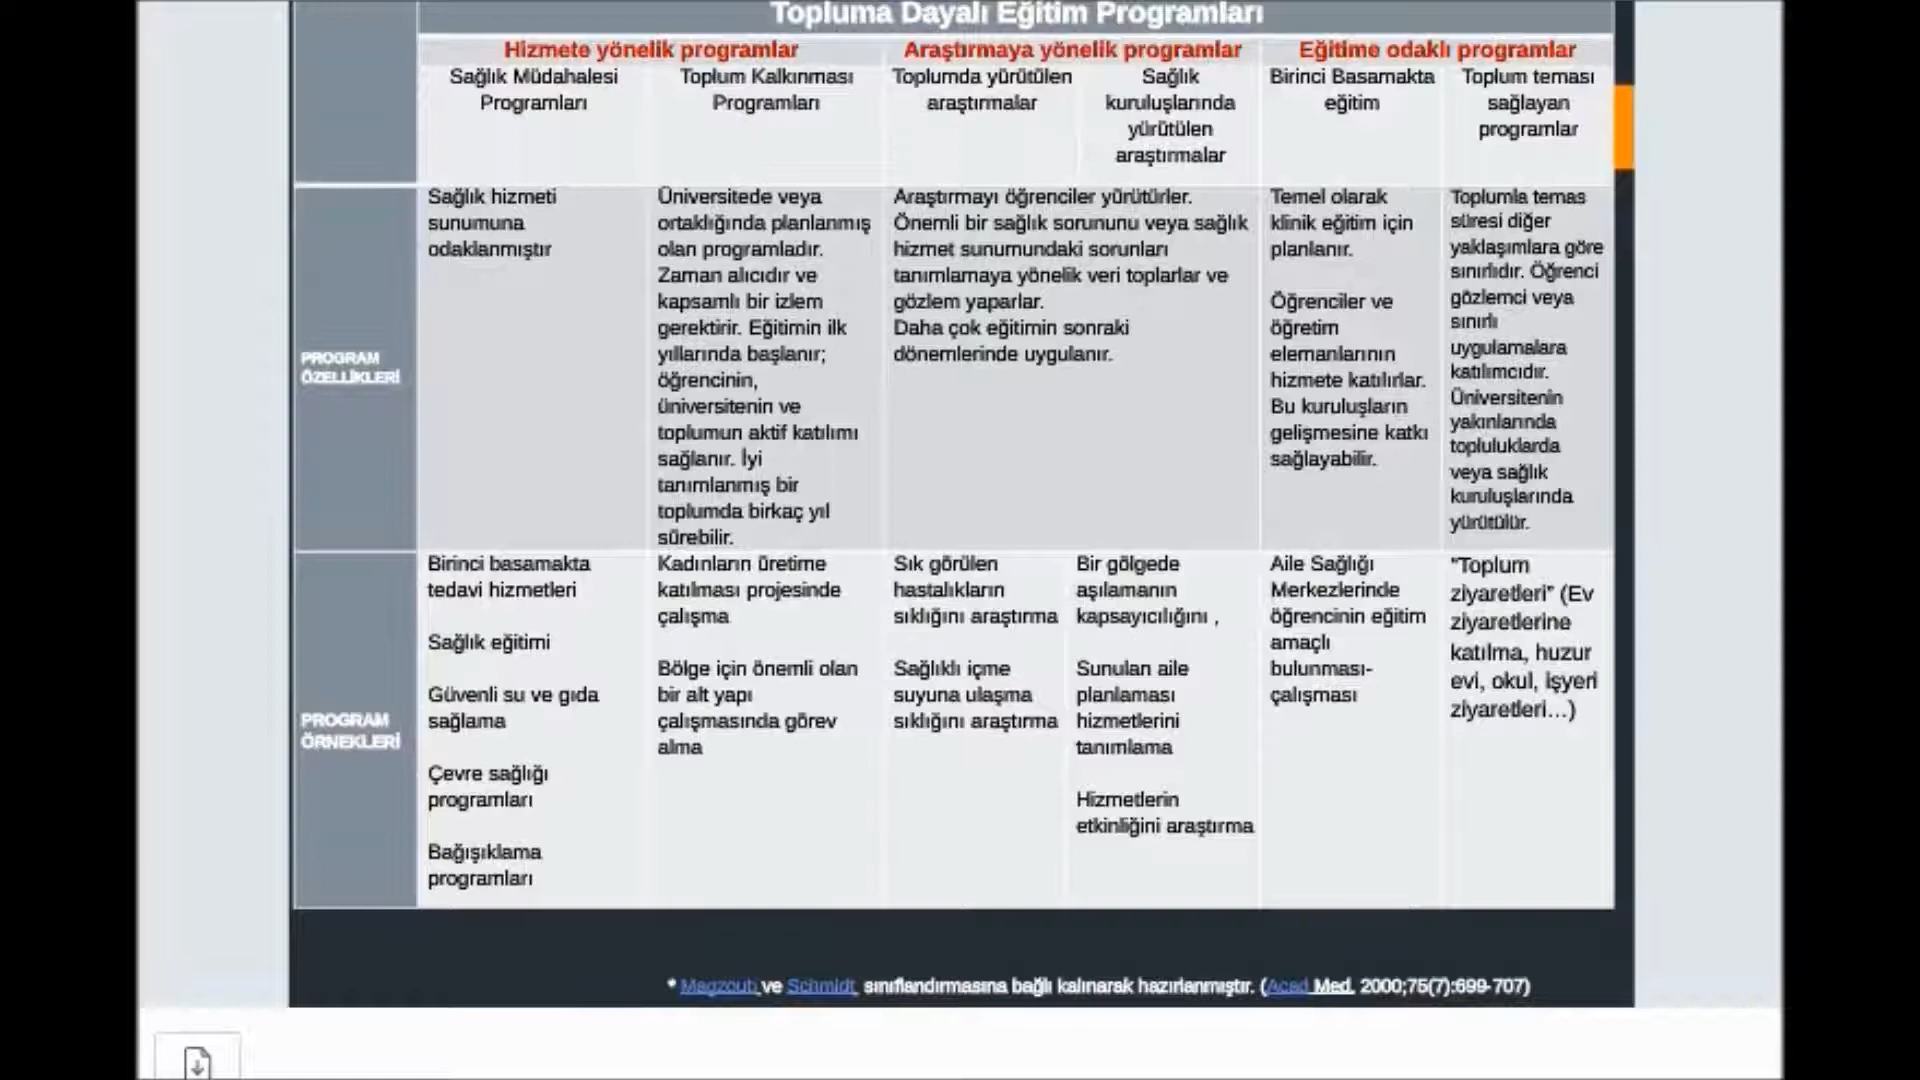 Topluma Dayalı Eğitim Programları
Hizmete yönelik programlar
Araştırmaya yönelik programlar
Eğitime odaklı programlar
Sağlık Müdahalesi
Programları
Toplum Kalkınması
Programları
Toplumda yürütülen
araştırmalar
Sağlık
kuruluşlarında
yürütülen
araştırmalar
Birinci Basamakta
eğitim
Toplum teması
sağlayan
programlar
PROGRAM
ÖZELLİKLERİ
Sağlık hizmeti
sunumuna
odaklanmıştır
Üniversitede veya
ortaklığında planlanmış
olan programladır.
Zaman alıcıdır ve
kapsamlı bir izlem
gerektirir. Eğitimin ilk
yıllarında başlanır;
öğrencinin,
üniversitenin ve
toplumun aktif katılımı
sağlanır. İyi
tanımlanmış bir
toplumda birkaç yıl
sürebilir.
Araştırmayı öğrenciler yürütürler.
Önemli bir sağlık sorununu veya sağlık
hizmet sunumundaki sorunları
tanımlamaya yönelik veri toplarlar ve
gözlem yaparlar.
Daha çok eğitimin sonraki
dönemlerinde uygulanır.
Temel olarak
klinik eğitim için
planlanır.
Öğrenciler ve
öğretim
elemanlarının
hizmete katılırlar.
Bu kuruluşların
gelişmesine katkı
sağlayabilir.
Toplumla temas
süresi diğer
yaklaşımlara göre
sınırlıdır. Öğrenci
gözlemci veya
sınırlı
uygulamalara
katılımcıdır.
Üniversitenin
yakınlarında
topluluklarda
veya sağlık
kuruluşlarında
yürütülür.
PROGRAM
ÖRNEKLERİ
Birinci basamakta
tedavi hizmetleri
Sağlık eğitimi
Güvenli su ve gıda
sağlama
Çevre sağlığı
programları
Bağışıklama
programları
Kadınların üretime
katılması projesinde
çalışma
Bölge için önemli olan
bir alt yapı
çalışmasında görev
alma
Sık görülen
hastalıkların
sıklığını araştırma
Sağlıklı içme
suyuna ulaşma
sıklığını araştırma
Bir gölgede
aşılamanın
kapsayıcılığını ,
Sunulan aile
planlaması
hizmetlerini
tanımlama
Hizmetlerin
etkinliğini araştırma
Aile Sağlığı
Merkezlerinde
öğrencinin eğitim
amaçlı
bulunması-
çalışması
"Toplum
ziyaretleri" (Ev
ziyaretlerine
katılma, huzur
evi, okul, işyeri
ziyaretleri...)
* Magzoub ve Schmidt sınıflandırmasına bağlı kalınarak hazırlanmıştır. (Acad Med. 2000;75(7):699-707)